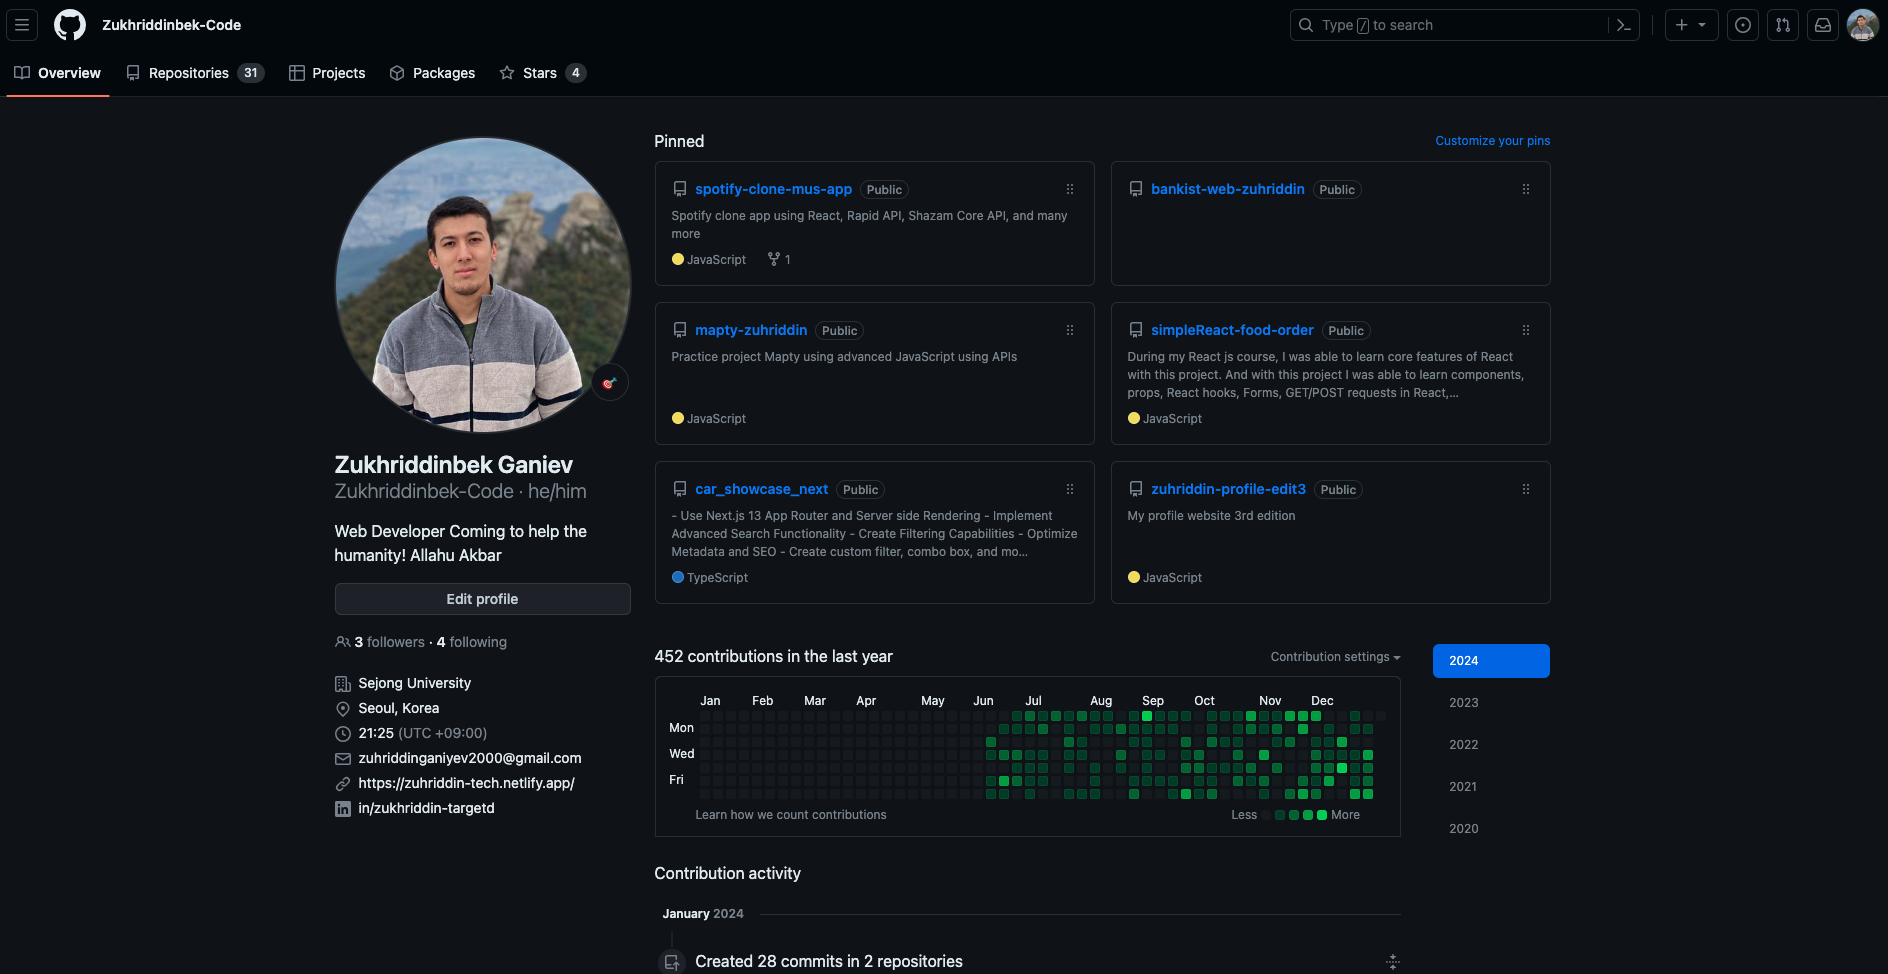 Zukhriddinbek-Code
Type / to search
Overview
Repositories 31
Projects
Packages
Stars 4
Zukhriddinbek Ganiev
Zukhriddinbek-Code · he/him
Web Developer Coming to help the
humanity! Allahu Akbar
Edit profile
3 followers · 4 following
Sejong University
Seoul, Korea
21:25 (UTC +09:00)
zuhriddinganiyev2000@gmail.com
https://zuhriddin-tech.netlify.app/
in/zukhriddin-targetd
Pinned
Customize your pins
spotify-clone-mus-app Public
Spotify clone app using React, Rapid API, Shazam Core API, and many
more
JavaScript 1
bankist-web-zuhriddin Public
mapty-zuhriddin Public
Practice project Mapty using advanced JavaScript using APIs
JavaScript
simpleReact-food-order Public
During my React js course, I was able to learn core features of React
with this project. And with this project I was able to learn components,
props, React hooks, Forms, GET/POST requests in React,...
JavaScript
car_showcase_next Public
- Use Next.js 13 App Router and Server side Rendering - Implement
Advanced Search Functionality - Create Filtering Capabilities - Optimize
Metadata and SEO - Create custom filter, combo box, and mo...
TypeScript
zuhriddin-profile-edit3 Public
My profile website 3rd edition
JavaScript
452 contributions in the last year
Contribution settings
Jan Feb Mar Apr May Jun Jul Aug Sep Oct Nov Dec
Mon
Wed
Fri
Learn how we count contributions
Less More
2024
2023
2022
2021
2020
Contribution activity
January 2024
Created 28 commits in 2 repositories